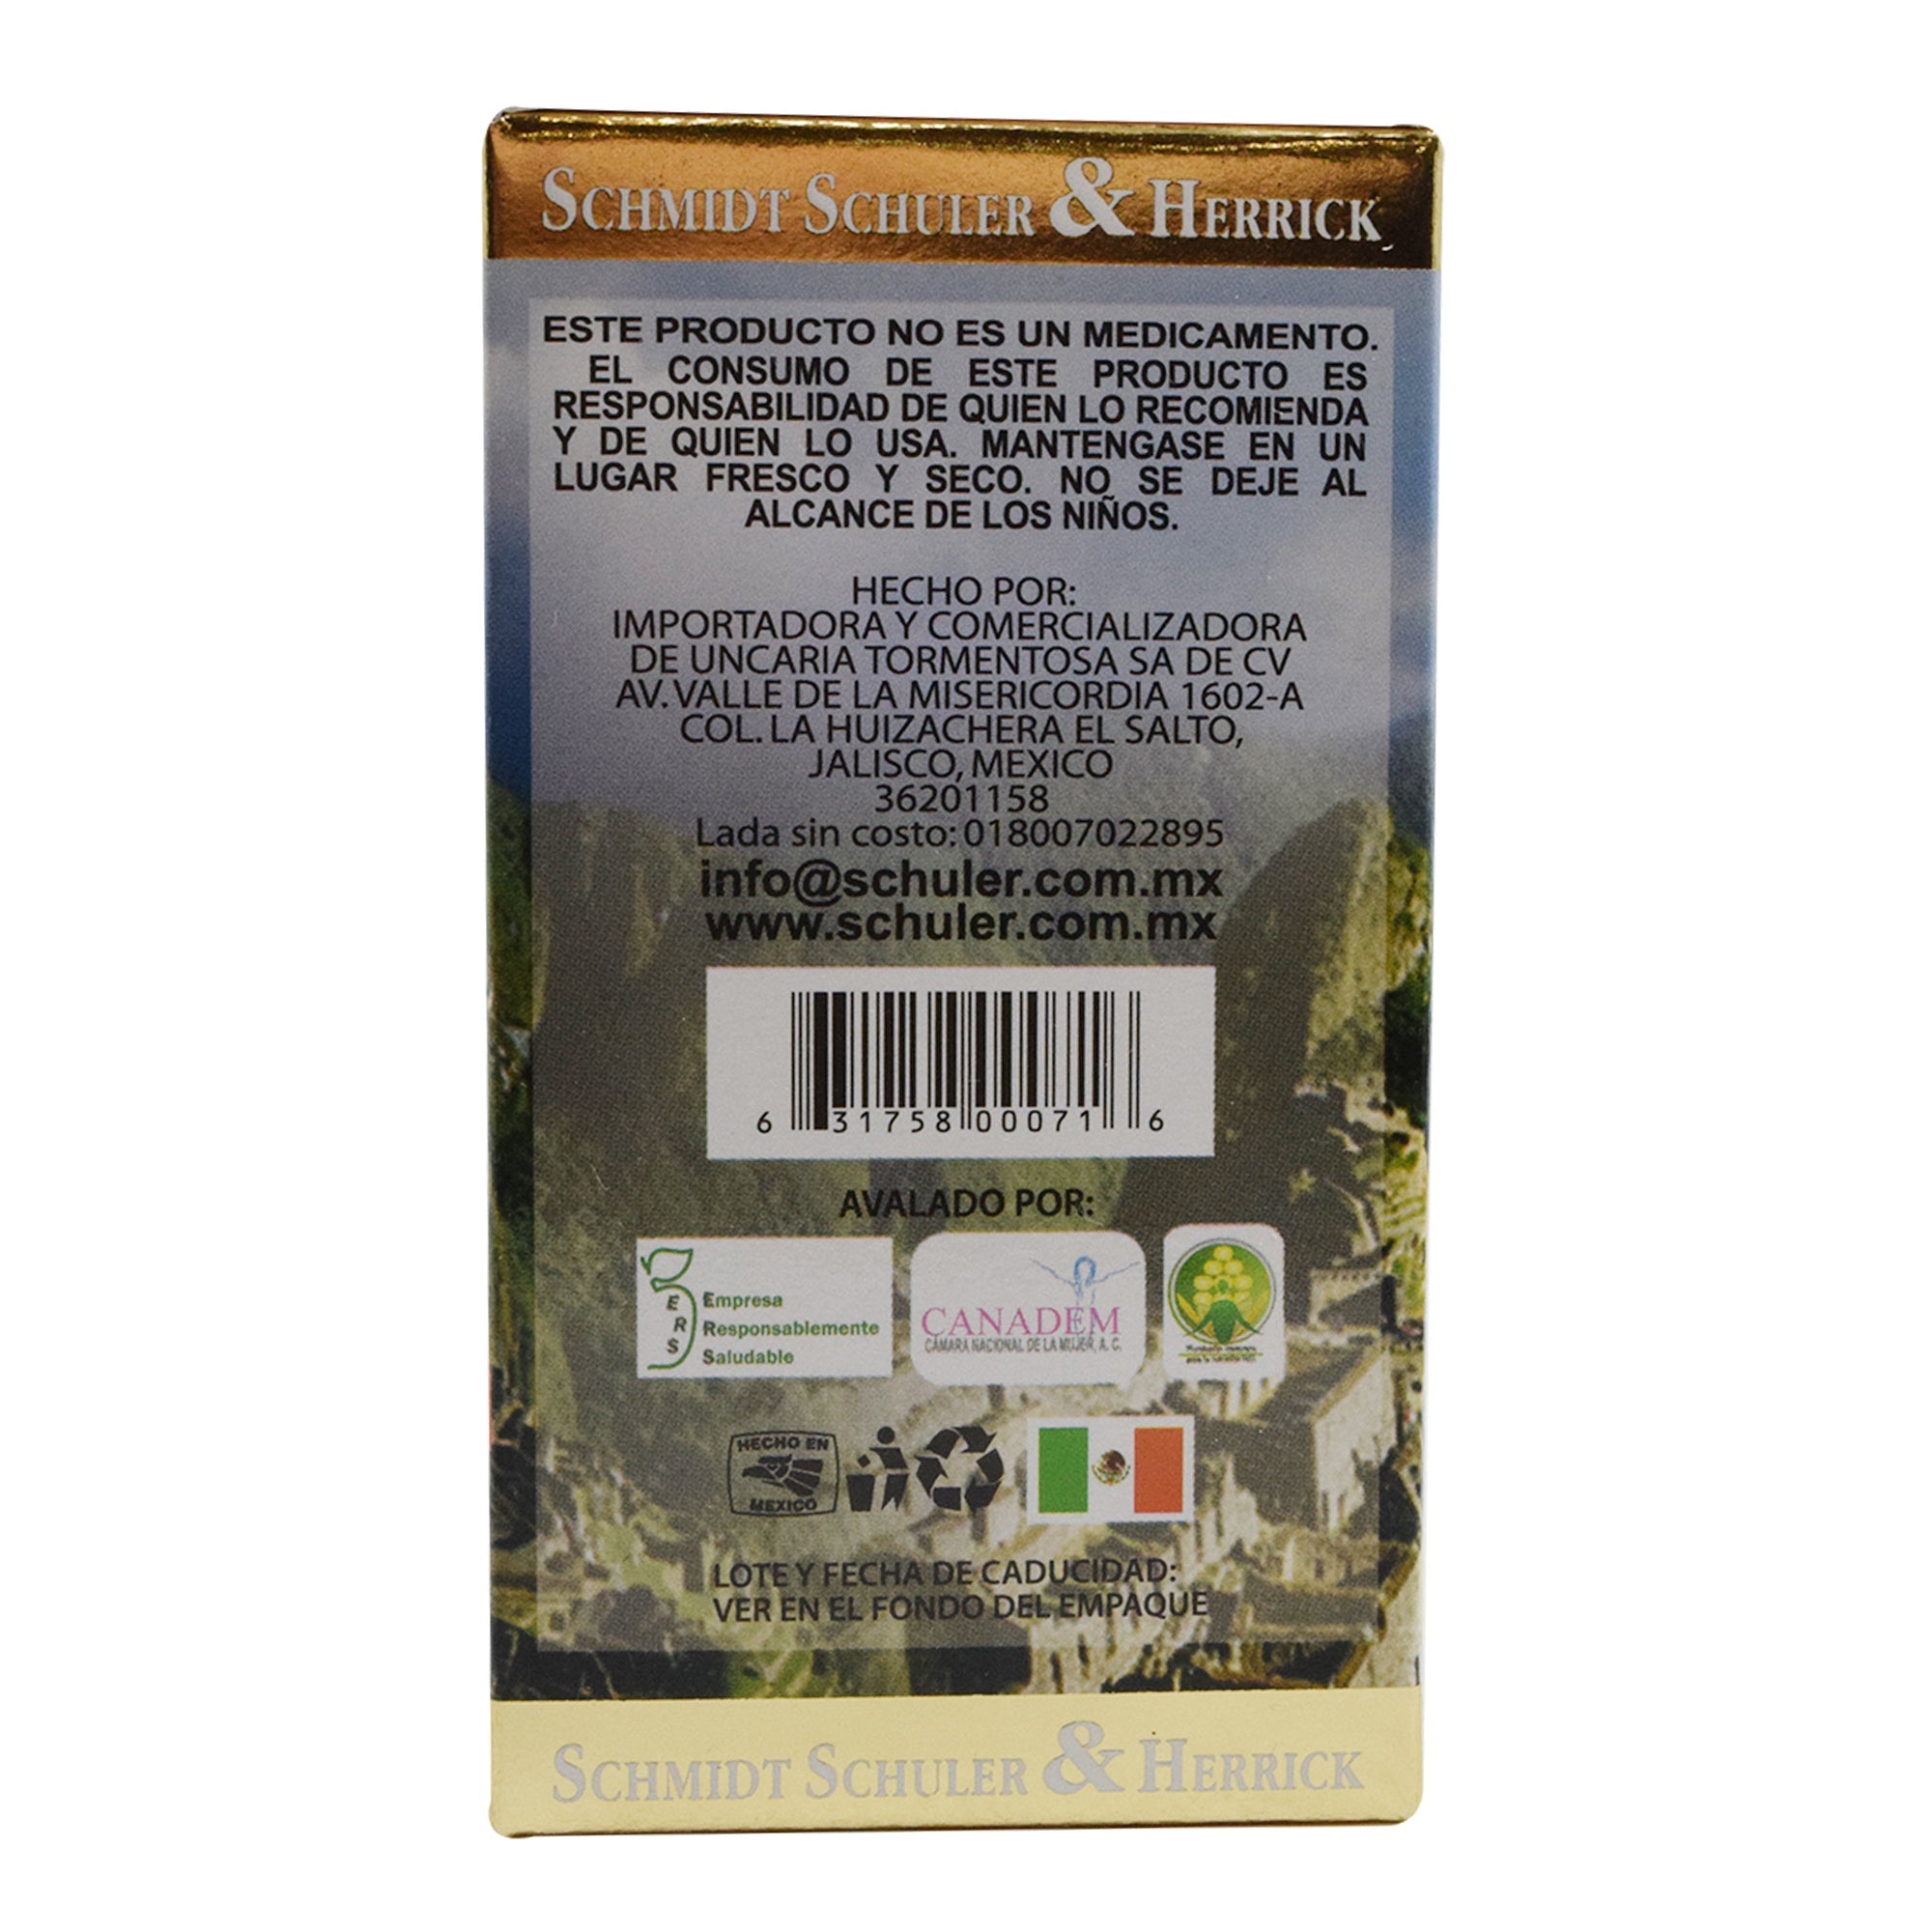 SCHMIDT SCHULER & HERRICK
ESTE PRODUCTO NO ES UN MEDICAMENTO.
EL CONSUMO DE ESTE PRODUCTO ES
RESPONSABILIDAD DE QUIEN LO RECOMIENDA
Y DE QUIEN LO USA. MANTENGASE EN UN
LUGAR FRESCO Y SECO. NO SE DEJE AL
ALCANCE DE LOS NIÑOS.
HECHO POR:
IMPORTADORA Y COMERCIALIZADORA
DE UNCARIA TORMENTOSA SA DE CV
AV. VALLE DE LA MISERICORDIA 1602-A
COL. LA HUIZACHERA EL SALTO,
JALISCO, MEXICO
36201158
Lada sin costo: 018007022895
info@schuler.com.mx
www.schuler.com.mx
6 31758 00071 6
AVALADO POR:
E Empresa
R Responsablemente
S Saludable
CANADEM
CÁMARA NACIONAL DE LA MUJER, A. C.
HECHO EN
MEXICO
LOTE Y FECHA DE CADUCIDAD:
VER EN EL FONDO DEL EMPAQUE
SCHMIDT SCHULER & HERRICK